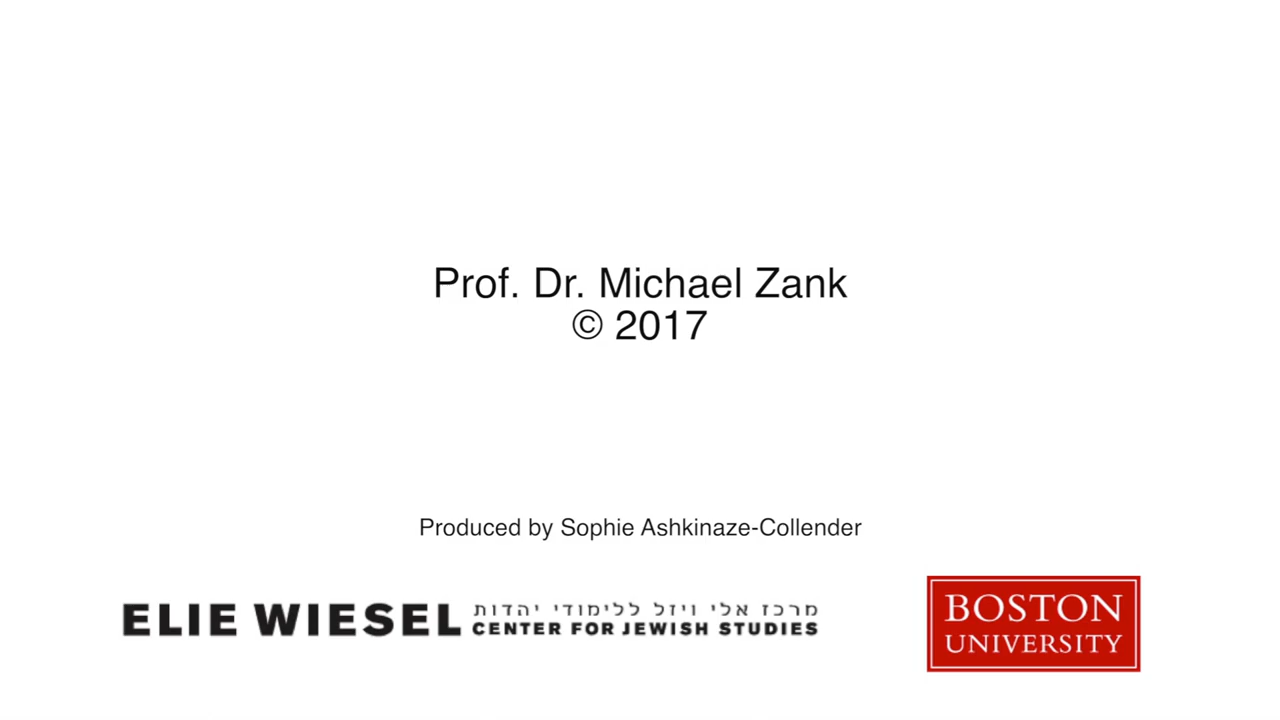 Prof. Dr. Michael Zank
© 2017
Produced by Sophie Ashkinaze-Collender
ELIE WIESEL
מרכז אלי ויזל ללימודי יהדות
CENTER FOR JEWISH STUDIES
BOSTON
UNIVERSITY